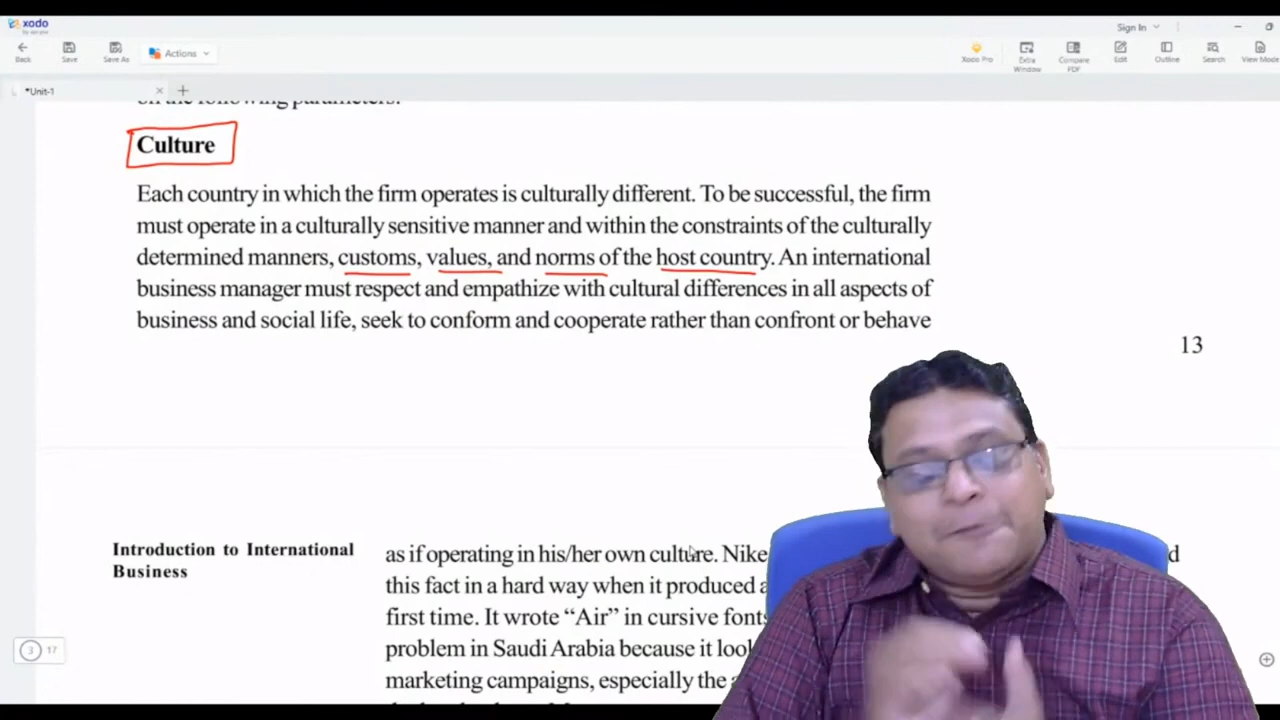 xodo
Sign In
Back
Save
Save As
Actions
Xodo Pro
Extra Window
Compare PDF
Edit
Outline
Search
View Mode
*Unit-1
on the following parameters.
Culture
Each country in which the firm operates is culturally different. To be successful, the firm
must operate in a culturally sensitive manner and within the constraints of the culturally
determined manners, customs, values, and norms of the host country. An international
business manager must respect and empathize with cultural differences in all aspects of
business and social life, seek to conform and cooperate rather than confront or behave
13
Introduction to International
Business
as if operating in his/her own culture. Nike
this fact in a hard way when it produced
first time. It wrote “Air” in cursive fonts
problem in Saudi Arabia because it
marketing campaigns, especially the
3 17